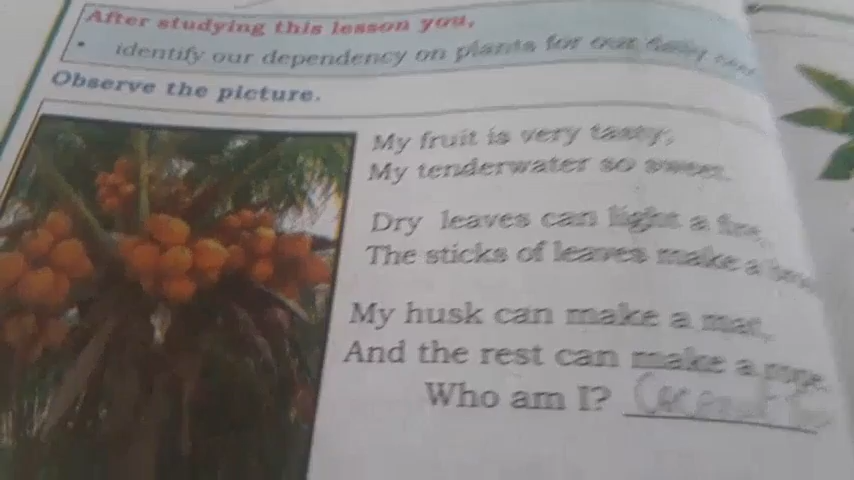 After studying this lesson you,
• identify our dependency on plants for our
Observe the picture.
My fruit is very tasty,
My tenderwater so sweet.
Dry leaves can light a fire,
The sticks of leaves make a
My husk can make a mat,
And the rest can make a rope.
Who am I? Coconut